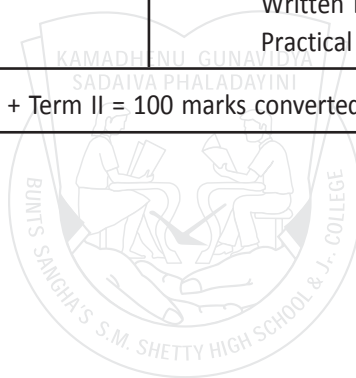 Written
Practical
KAMADHENU GUNAVIDYA
SADAIVA PHALADAYINI
+ Term II = 100 marks converted
BUNTS SANGHA'S S.M. SHETTY HIGH SCHOOL & Jr. COLLEGE